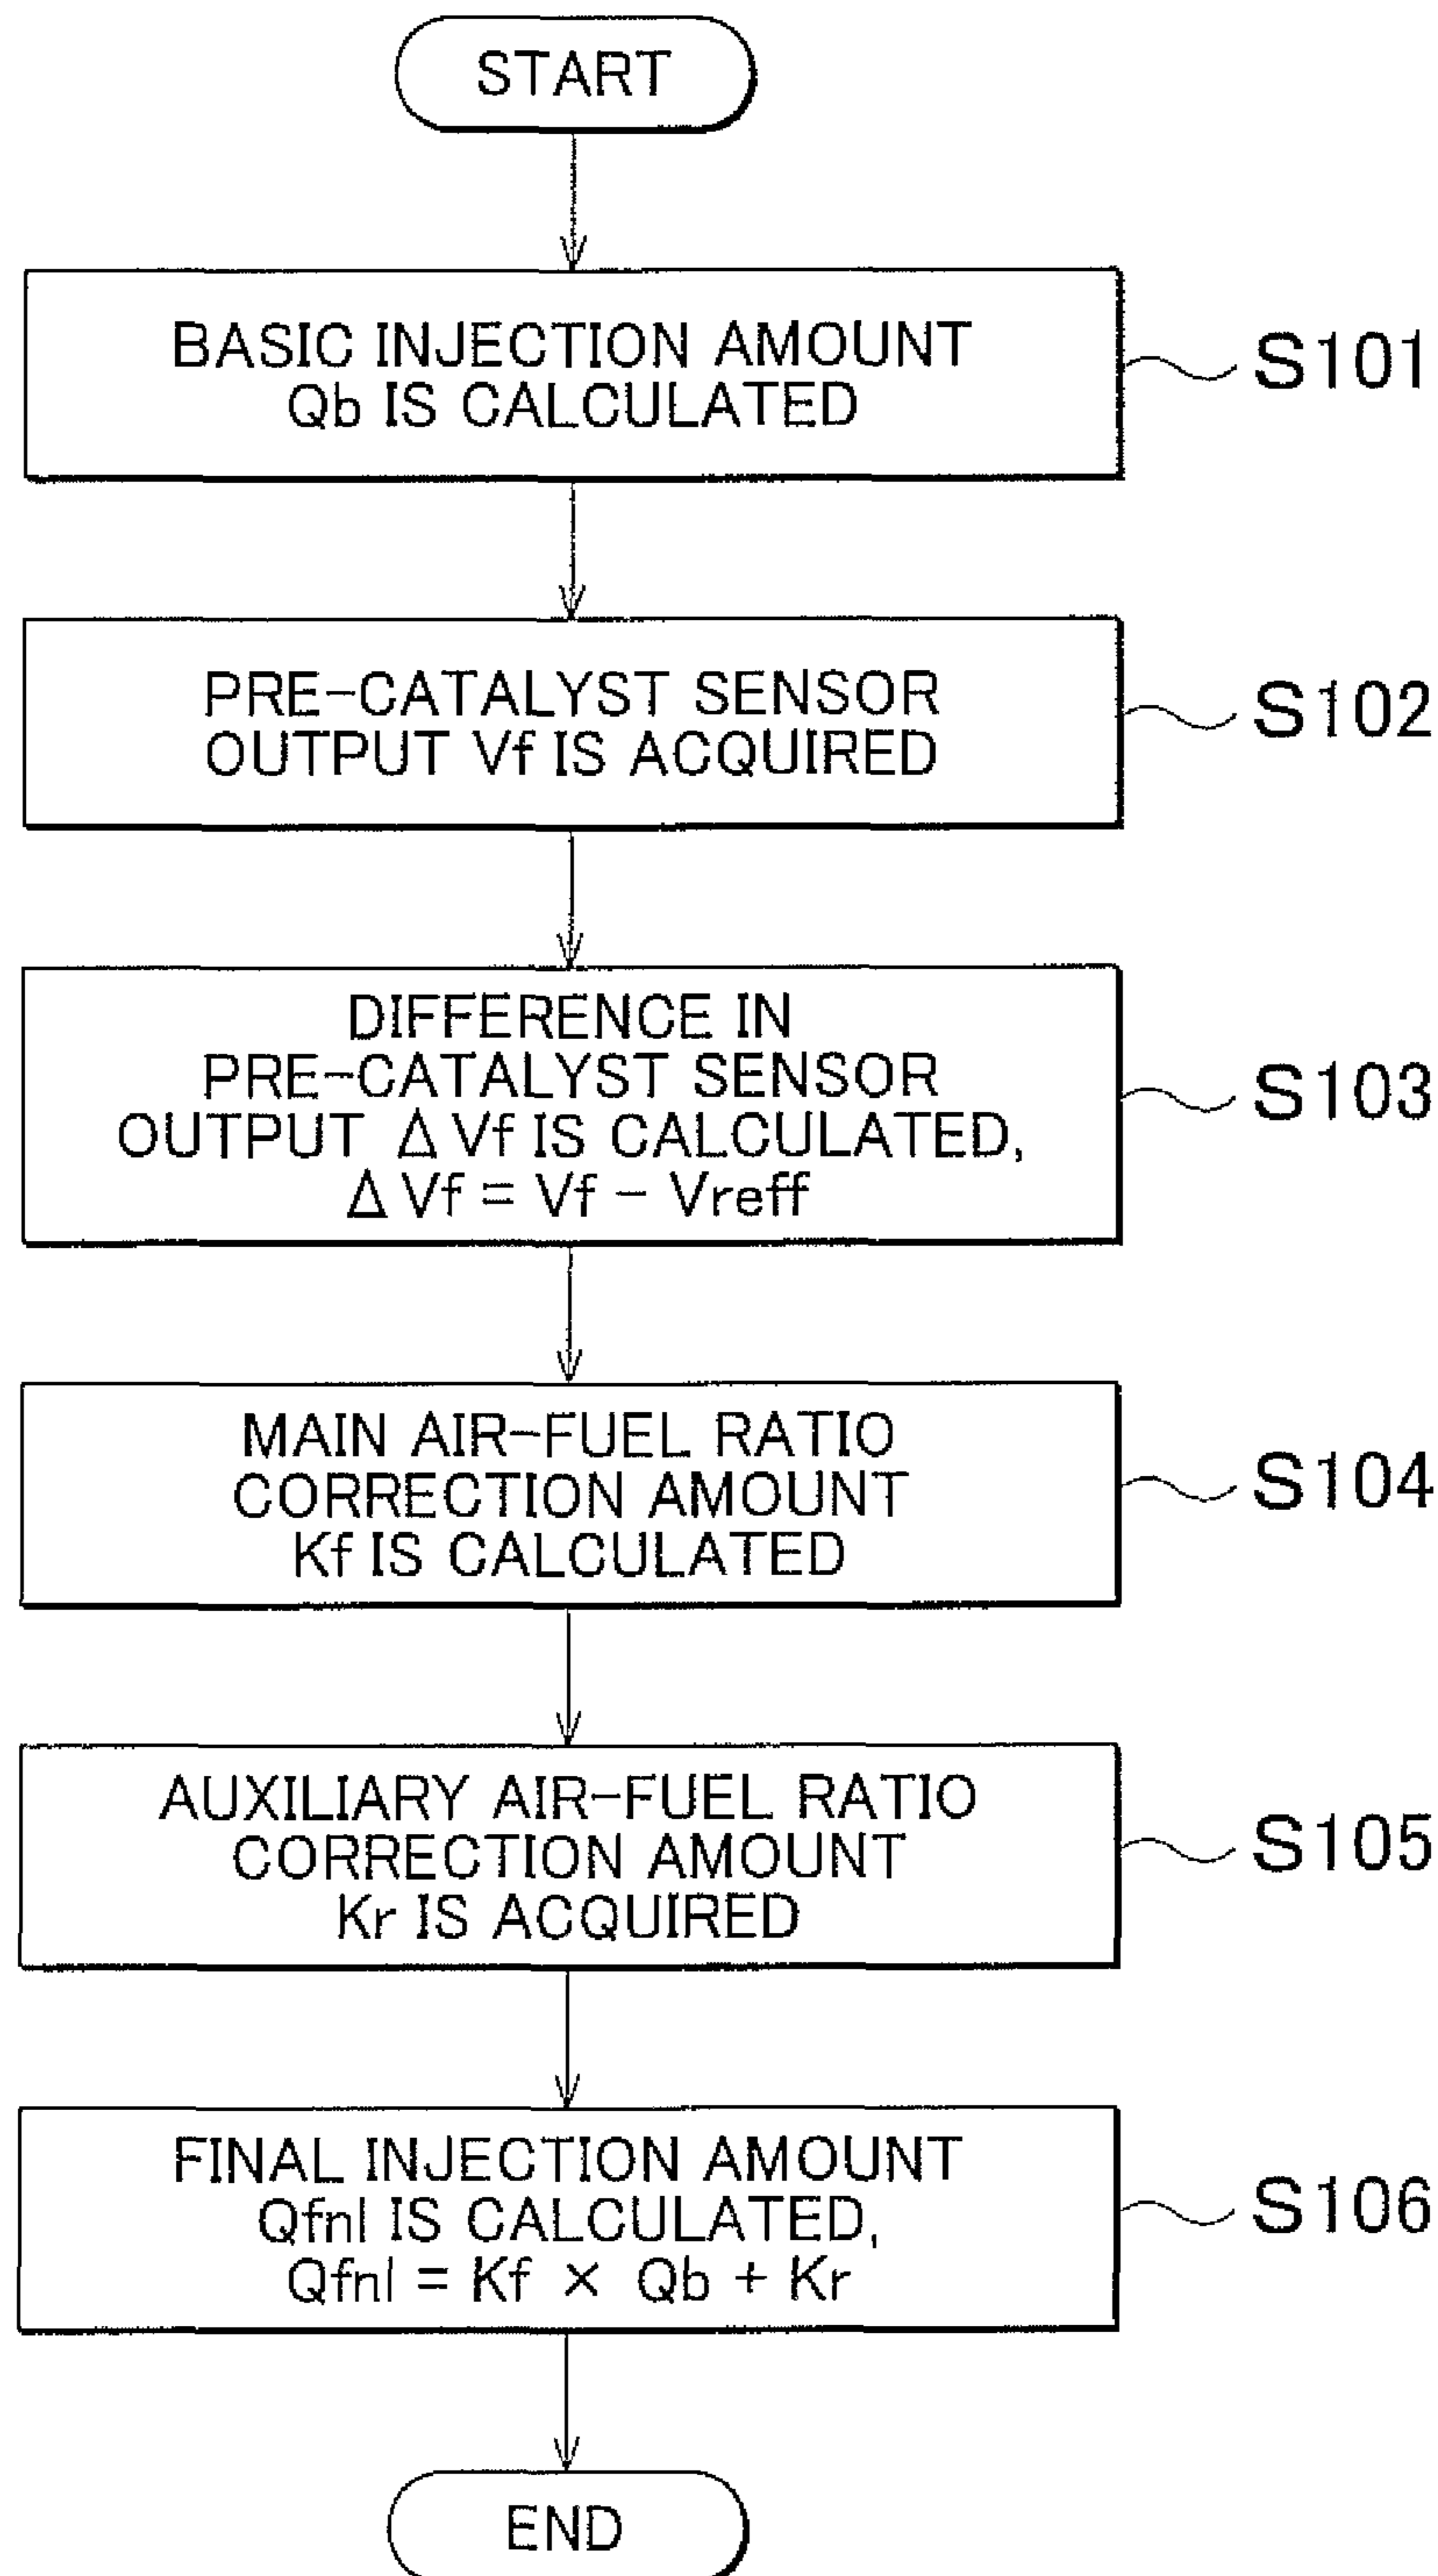 START
BASIC INJECTION AMOUNT
Qb IS CALCULATED
S101
PRE-CATALYST SENSOR
OUTPUT Vf IS ACQUIRED
S102
DIFFERENCE IN
PRE-CATALYST SENSOR
OUTPUT Δ Vf IS CALCULATED,
Δ Vf = Vf - Vreff
S103
MAIN AIR-FUEL RATIO
CORRECTION AMOUNT
Kf IS CALCULATED
S104
AUXILIARY AIR-FUEL RATIO
CORRECTION AMOUNT
Kr IS ACQUIRED
S105
FINAL INJECTION AMOUNT
Qfnl IS CALCULATED,
Qfnl = Kf × Qb + Kr
S106
END